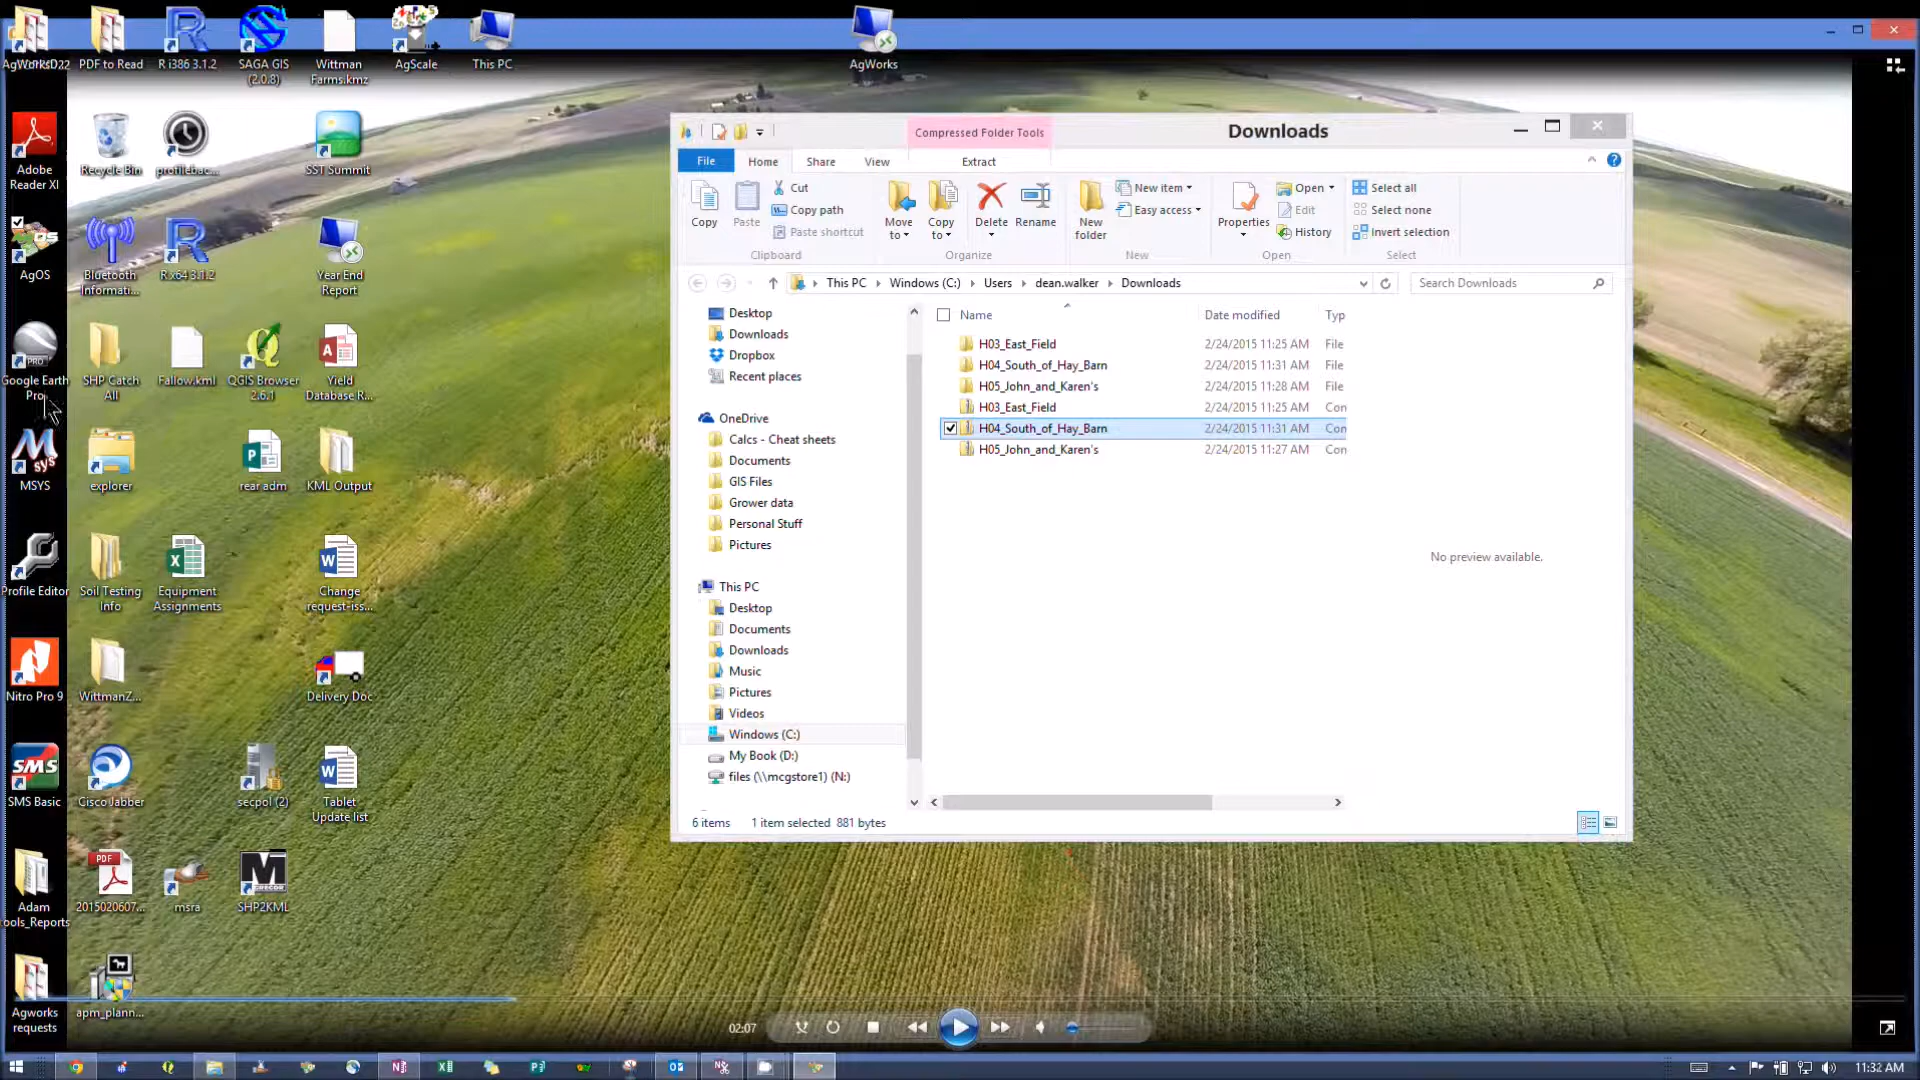 AgWorksD22
PDF to Read
R i386 3.1.2
SAGA GIS
(2.0.8)
Wittman
Farms.kmz
AgScale
This PC
AgWorks
Adobe
Reader XI
Recycle Bin
profilebac...
SST Summit
AgOS
Bluetooth
Informati...
R x64 3.1.2
Year End
Report
PRO
Google Earth
Pro
SHP Catch
All
Fallow.kml
QGIS Browser
2.6.1
Yield
Database R...
MSYS
explorer
rear adm
KML Output
Profile Editor
Soil Testing
Info
Equipment
Assignments
Change
request-iss...
Nitro Pro 9
WittmanZ...
Delivery Doc
SMS
SMS Basic
Cisco Jabber
secpol (2)
Tablet
Update list
Adam
tools_Reports
PDF
2015020607...
msra
SHP2KML
Agworks
requests
apm_plann...
Compressed Folder Tools
Downloads
File
Home
Share
View
Extract
Copy
Paste
Cut
Copy path
Paste shortcut
Clipboard
Move
to
Copy
to
Delete
Rename
Organize
New
folder
New item
Easy access
New
Properties
Open
Edit
History
Open
Select all
Select none
Invert selection
Select
This PC
Windows (C:)
Users
dean.walker
Downloads
Search Downloads
Desktop
Downloads
Dropbox
Recent places
OneDrive
Calcs - Cheat sheets
Documents
GIS Files
Grower data
Personal Stuff
Pictures
This PC
Desktop
Documents
Downloads
Music
Pictures
Videos
Windows (C:)
My Book (D:)
files (\\mcgstore1) (N:)
Name Date modified Typ
H03_East_Field 2/24/2015 11:25 AM File
H04_South_of_Hay_Barn 2/24/2015 11:31 AM File
H05_John_and_Karen's 2/24/2015 11:28 AM File
H03_East_Field 2/24/2015 11:25 AM Con
H04_South_of_Hay_Barn 2/24/2015 11:31 AM Con
H05_John_and_Karen's 2/24/2015 11:27 AM Con
No preview available.
6 items 1 item selected 881 bytes
02:07
11:32 AM